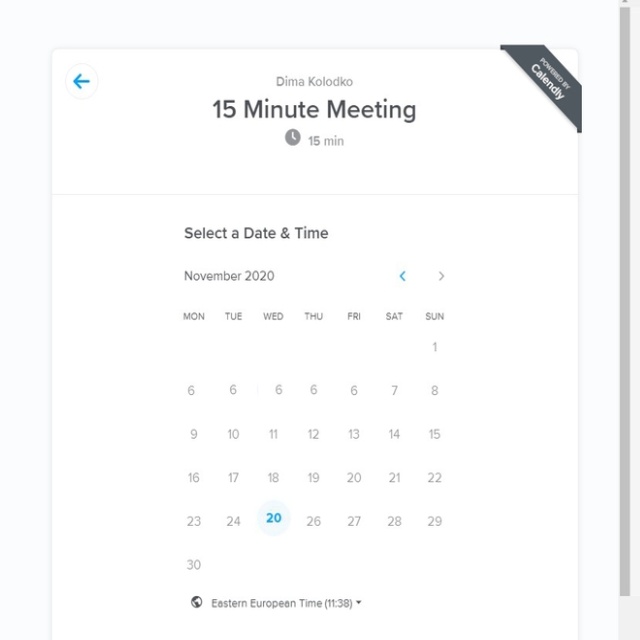 POWERED BY
Calendly
Dima Kolodko
15 Minute Meeting
15 min
Select a Date & Time
November 2020
MON TUE WED THU FRI SAT SUN
1
6 6 6 6 6 7 8
9 10 11 12 13 14 15
16 17 18 19 20 21 22
23 24 20 26 27 28 29
30
Eastern European Time (11:38)